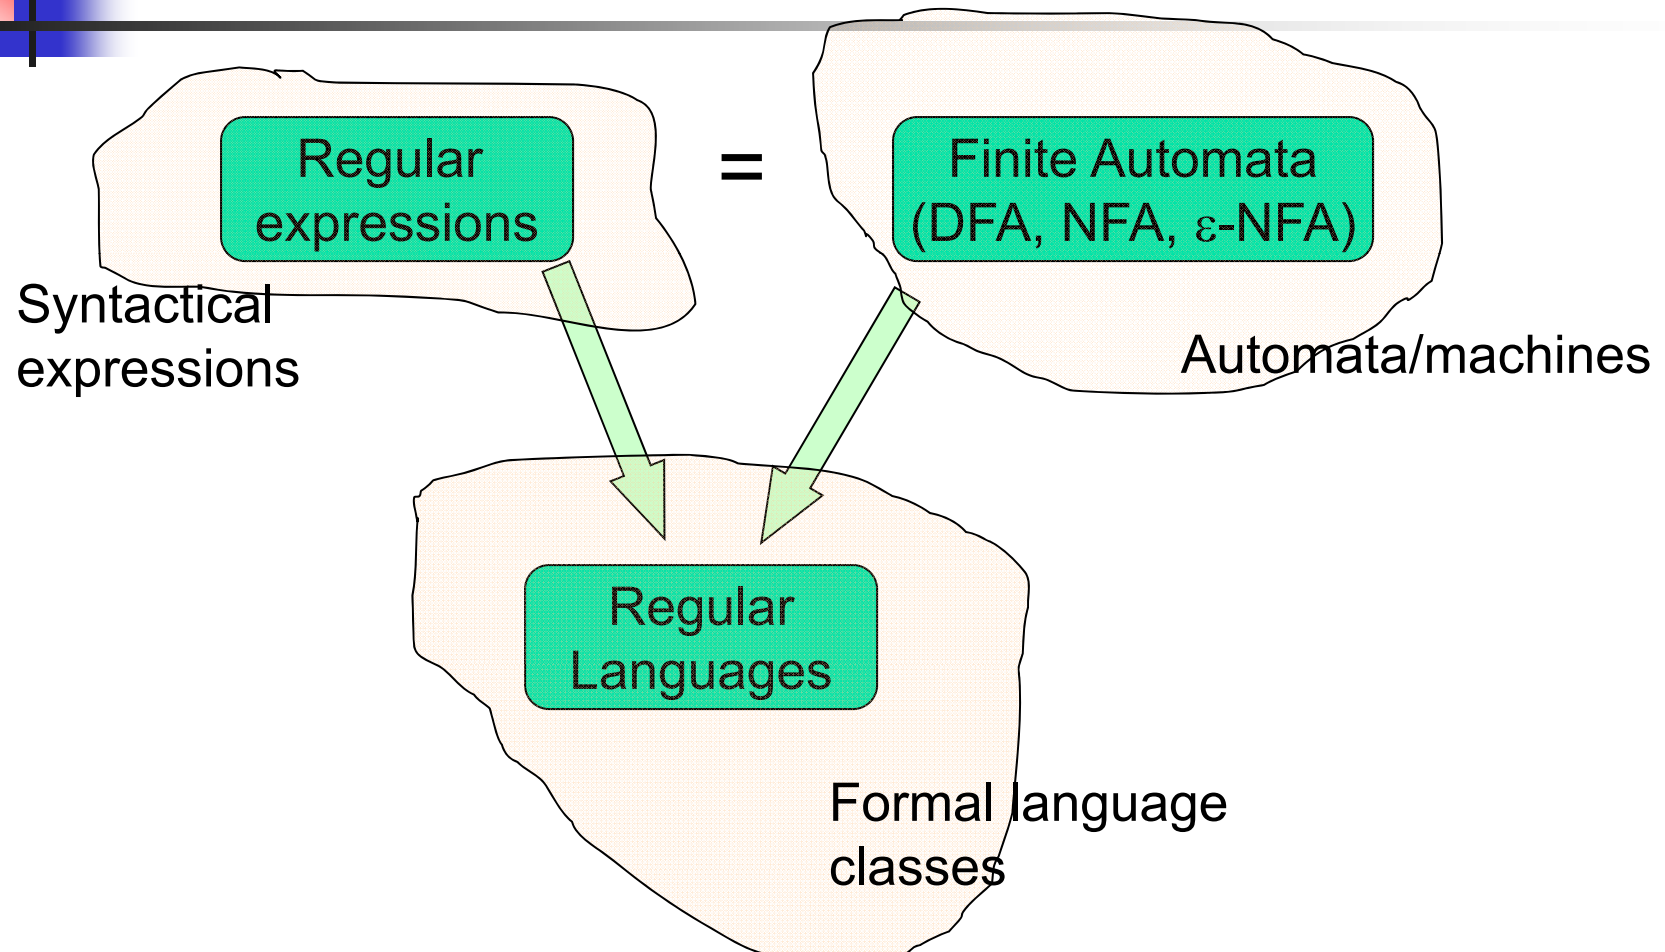 Regular
expressions
=
Finite Automata
(DFA, NFA, ε-NFA)
Syntactical
expressions
Automata/machines
Regular
Languages
Formal language
classes